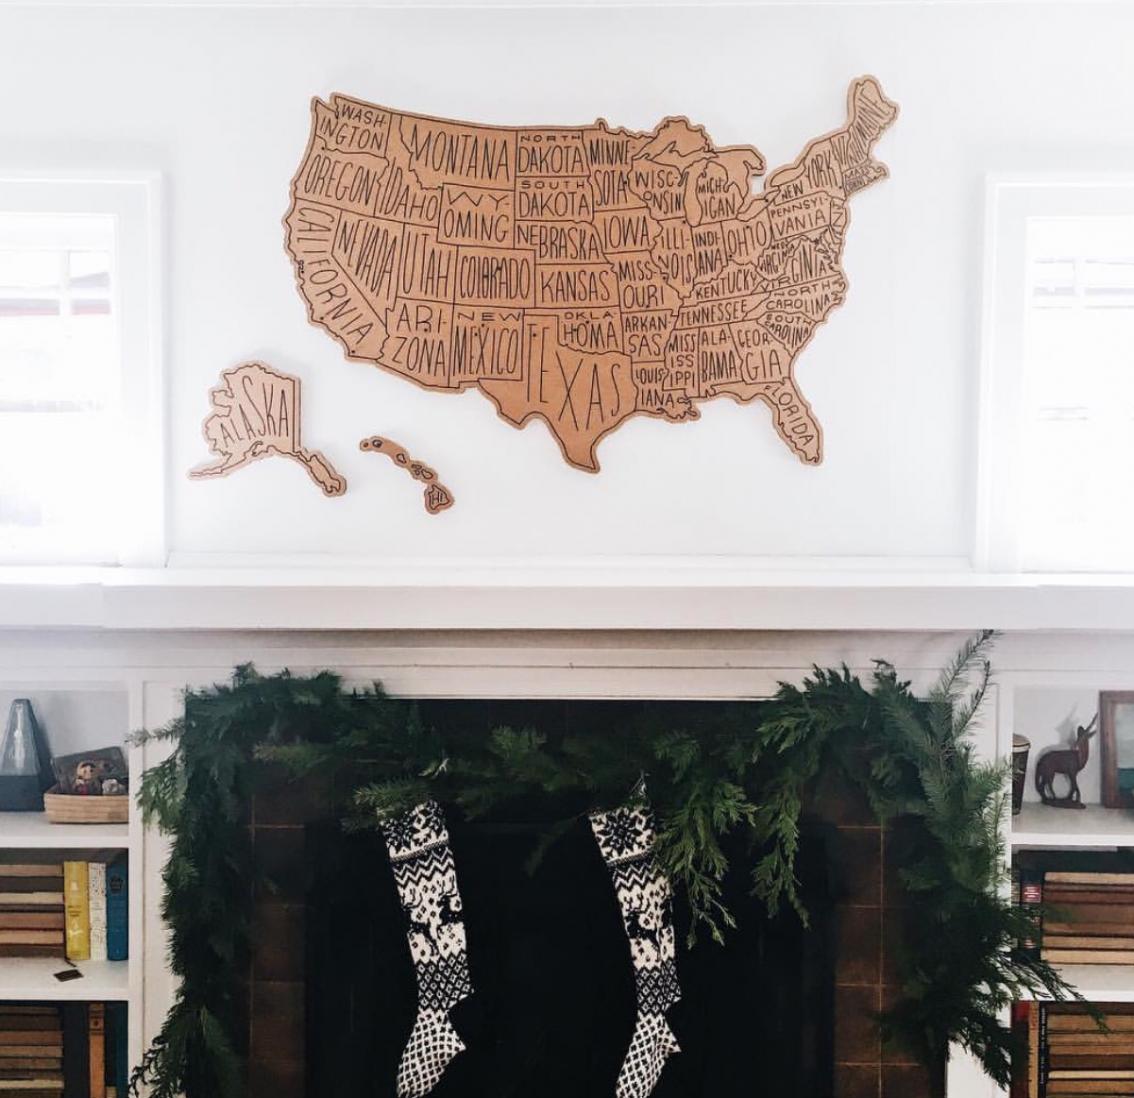 WASH-
INGTON
MONTANA
NORTH
DAKOTA
MINNE-
SOTA
WISC-
ONSIN
MICH-
IGAN
NEW YORK
MAINE
OREGON
IDAHO
WY-
OMING
SOUTH
DAKOTA
IOWA
PENNSYL-
VANIA
CALIFORNIA
NEVADA
UTAH
COLORADO
NEBRASKA
KANSAS
MISS-
OURI
ILLI-
NOIS
INDI-
ANA
OHIO
KENTUCKY
VIRGINIA
ARI-
ZONA
NEW
MEXICO
OKLA-
HOMA
TEXAS
ARKAN-
SAS
TENNESSEE
NORTH
CAROLINA
SOUTH
CAROLINA
LOUIS-
IANA
MISS
ISS
IPPI
ALA-
BAMA
GEOR-
GIA
FLORIDA
ALASKA
HI